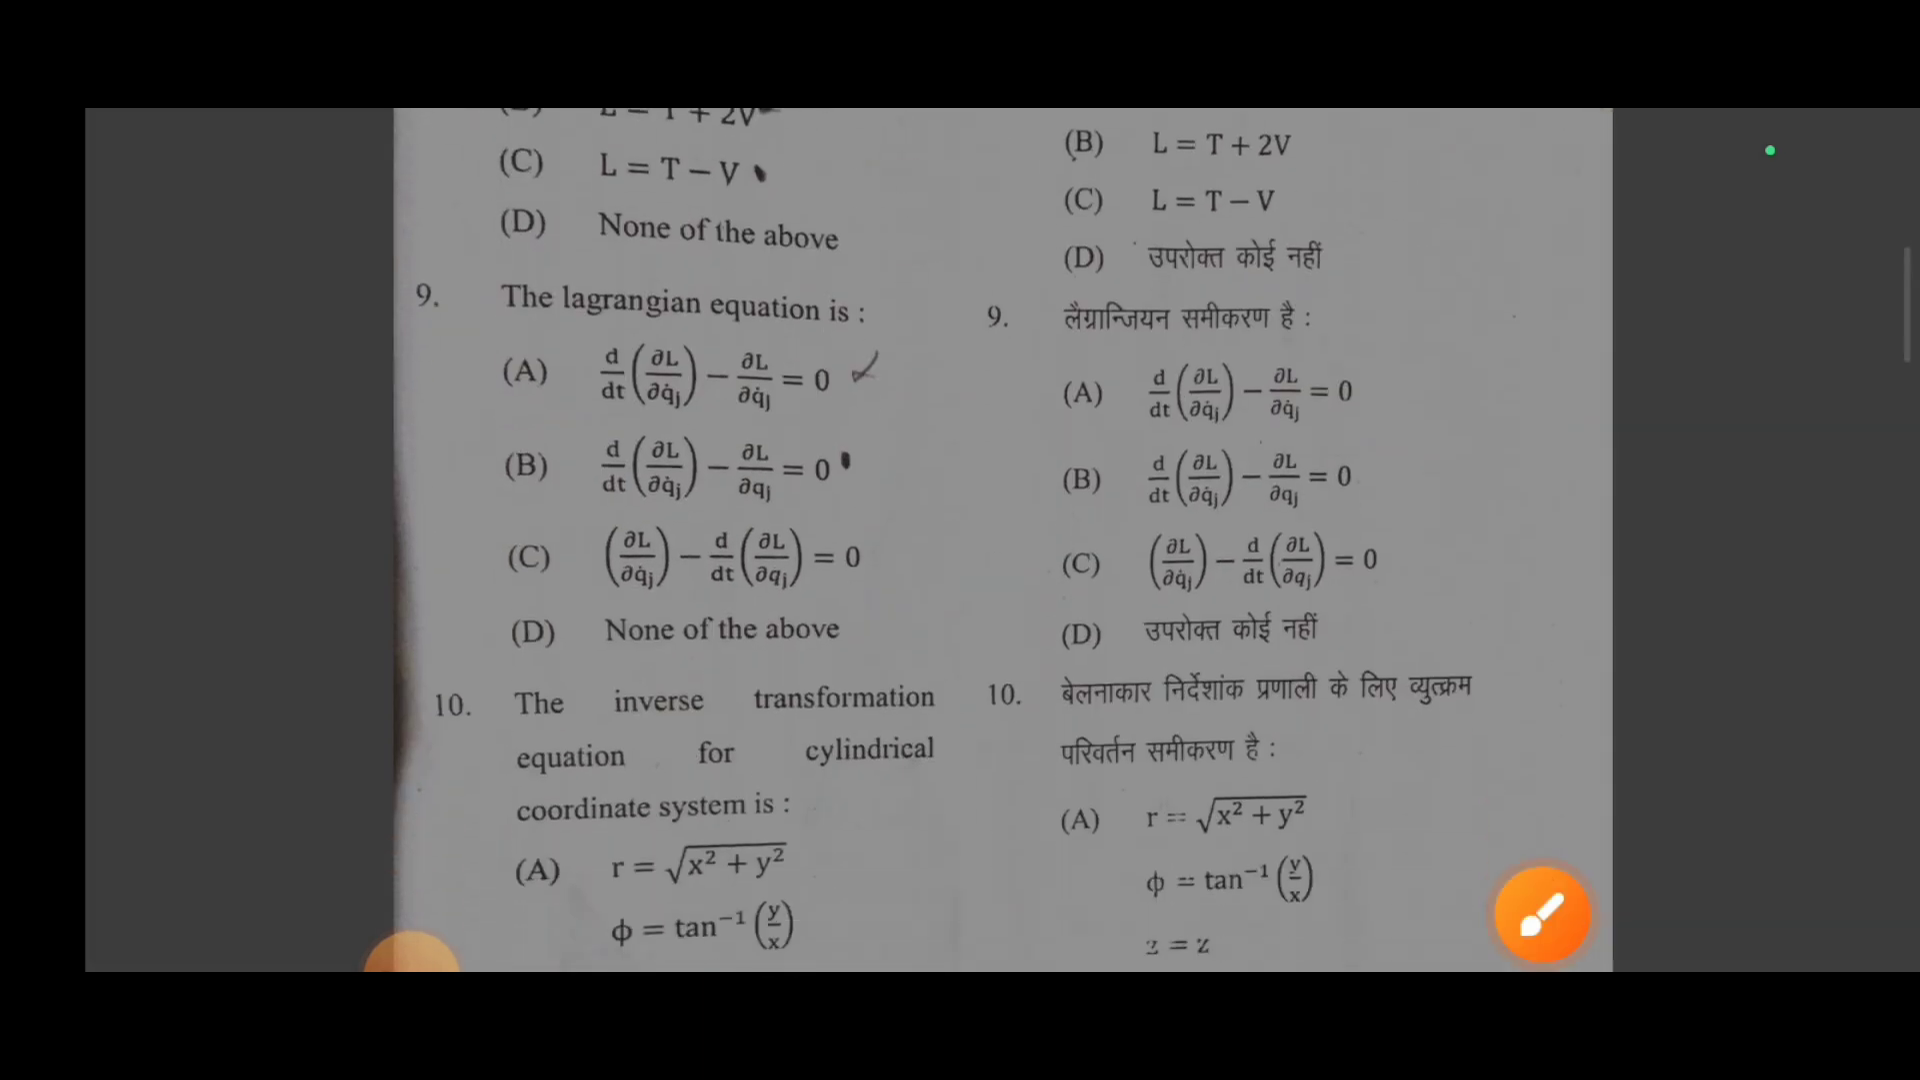 L = T + 2V
(C) L = T − V
(D) None of the above
9. The lagrangian equation is :
(A) d/dt (∂L/∂q̇j) − ∂L/∂q̇j = 0
(B) d/dt (∂L/∂q̇j) − ∂L/∂qj = 0
(C) (∂L/∂q̇j) − d/dt (∂L/∂qj) = 0
(D) None of the above
10. The inverse transformation
equation for cylindrical
coordinate system is :
(A) r = √(x² + y²)
ϕ = tan⁻¹ (y/x)
(B) L = T + 2V
(C) L = T − V
(D) उपरोक्त कोई नहीं
9. लैग्रान्जियन समीकरण है :
(A) d/dt (∂L/∂q̇j) − ∂L/∂q̇j = 0
(B) d/dt (∂L/∂q̇j) − ∂L/∂qj = 0
(C) (∂L/∂q̇j) − d/dt (∂L/∂qj) = 0
(D) उपरोक्त कोई नहीं
10. बेलनाकार निर्देशांक प्रणाली के लिए व्युत्क्रम
परिवर्तन समीकरण है :
(A) r = √(x² + y²)
ϕ = tan⁻¹ (y/x)
z = z